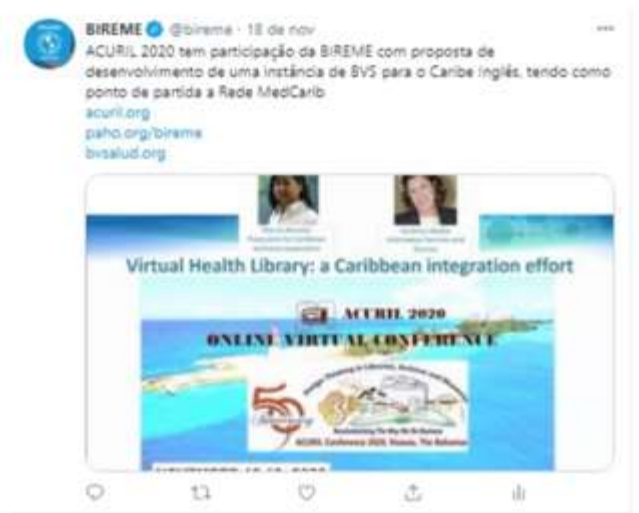 BIREME @bireme · 18 de nov
ACURIL 2020 tem participação da BIREME com proposta de
desenvolvimento de uma instância de BVS para o Caribe Inglês, tendo como
ponto de partida a Rede MedCarib
acuril.org
paho.org/bireme
bvsalud.org
Virtual Health Library: a Caribbean integration effort
ACURIL 2020
ONLINE VIRTUAL CONFERENCE
50
Anniversary
ACURIL Conference 2020, Nassau, The Bahamas